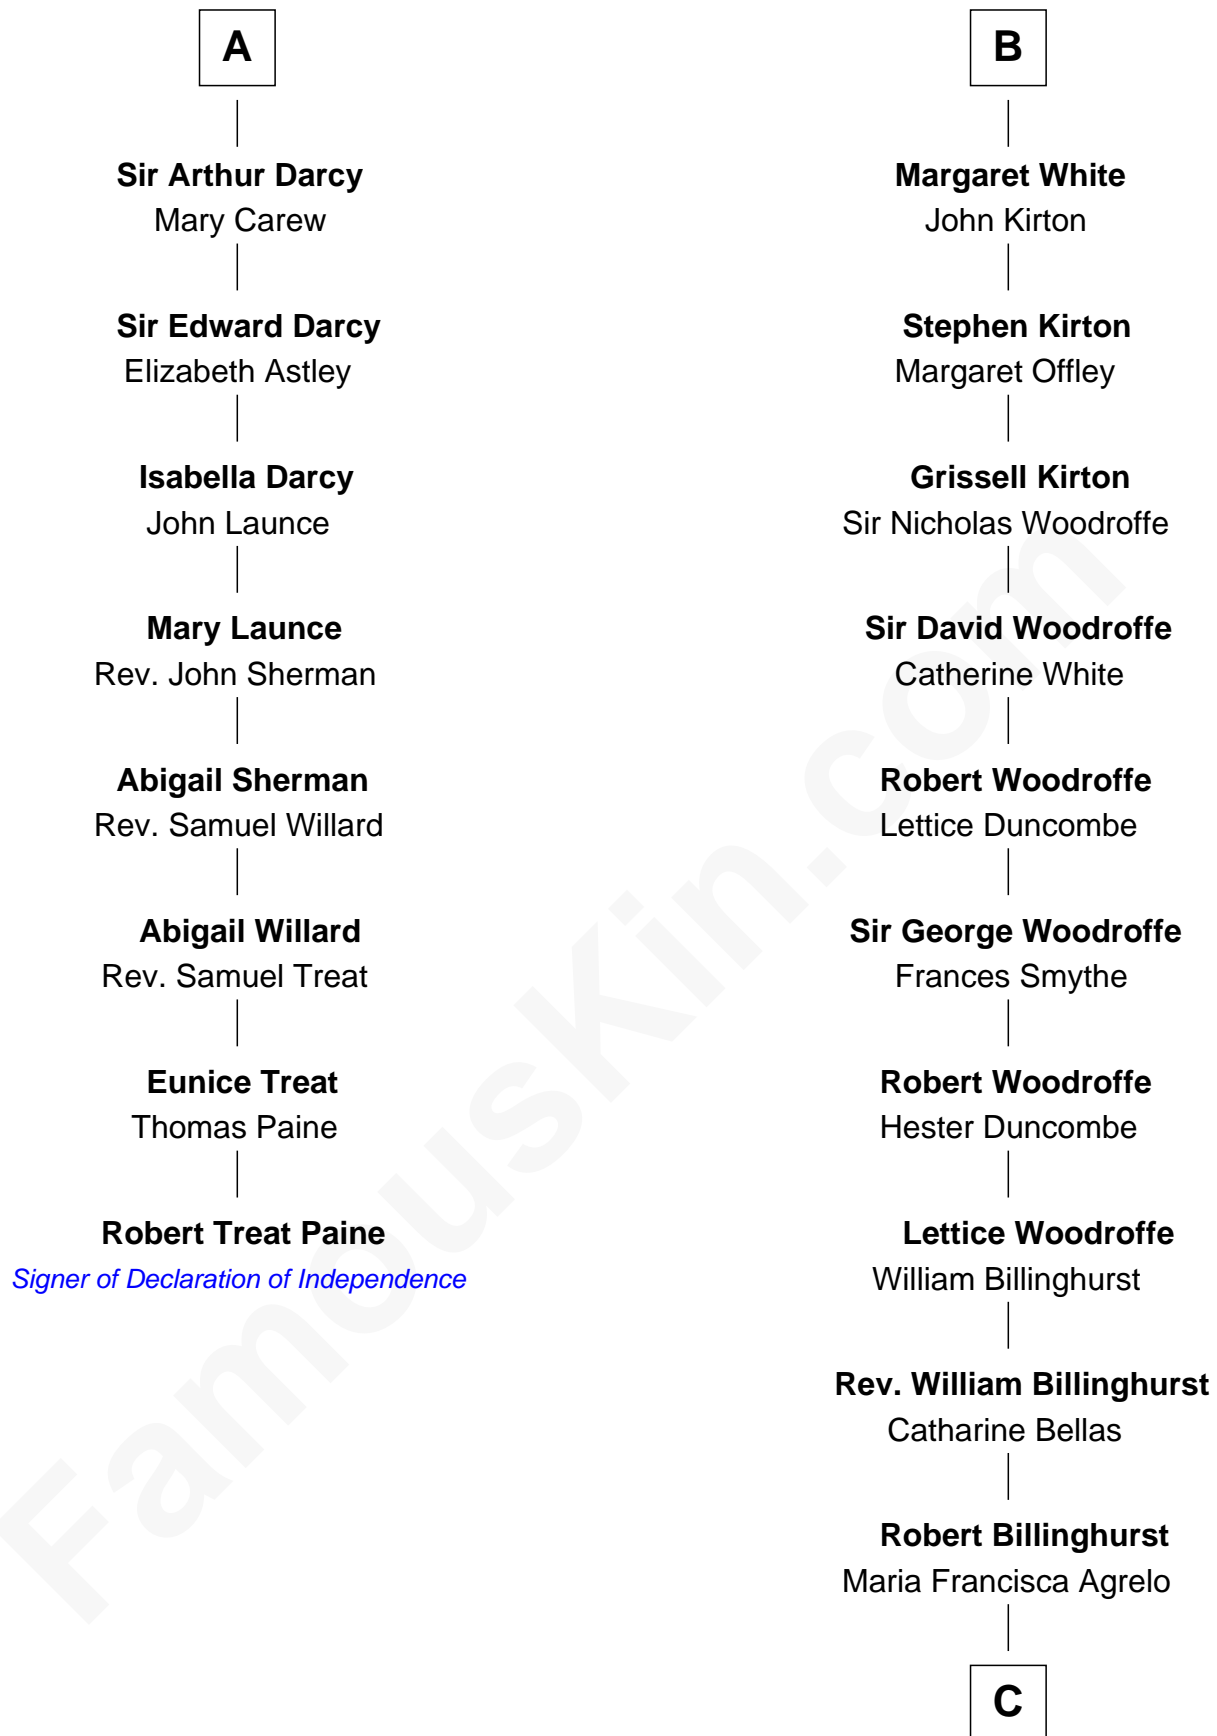 A
Sir Arthur Darcy
Mary Carew
Sir Edward Darcy
Elizabeth Astley
Isabella Darcy
John Launce
Mary Launce
Rev. John Sherman
Abigail Sherman
Rev. Samuel Willard
Abigail Willard
Rev. Samuel Treat
Eunice Treat
Thomas Paine
Robert Treat Paine
Signer of Declaration of Independence
B
Margaret White
John Kirton
Stephen Kirton
Margaret Offley
Grissell Kirton
Sir Nicholas Woodroffe
Sir David Woodroffe
Catherine White
Robert Woodroffe
Lettice Duncombe
Sir George Woodroffe
Frances Smythe
Robert Woodroffe
Hester Duncombe
Lettice Woodroffe
William Billinghurst
Rev. William Billinghurst
Catharine Bellas
Robert Billinghurst
Maria Francisca Agrelo
C
FamousKin.com